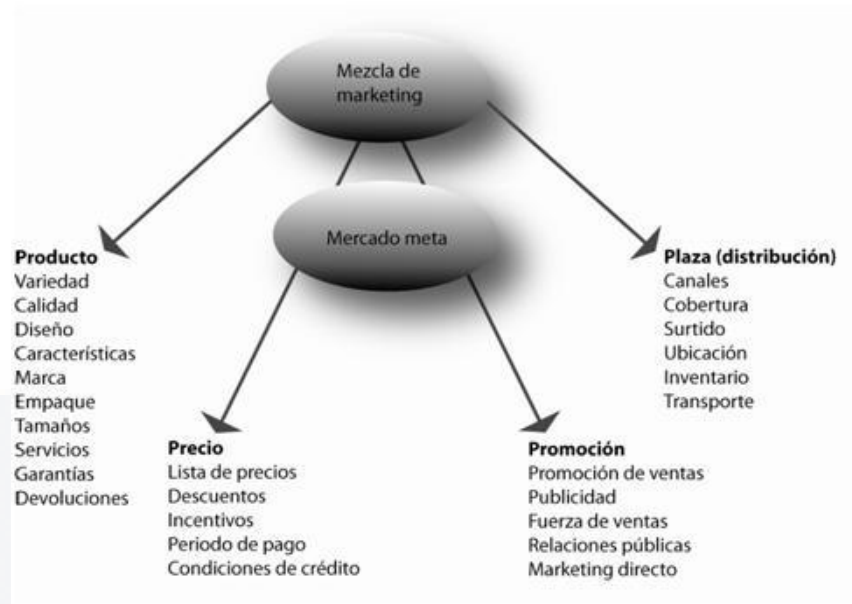 Mezcla de
marketing
Mercado meta
Producto
Variedad
Calidad
Diseño
Características
Marca
Empaque
Tamaños
Servicios
Garantías
Devoluciones
Precio
Lista de precios
Descuentos
Incentivos
Periodo de pago
Condiciones de crédito
Promoción
Promoción de ventas
Publicidad
Fuerza de ventas
Relaciones públicas
Marketing directo
Plaza (distribución)
Canales
Cobertura
Surtido
Ubicación
Inventario
Transporte